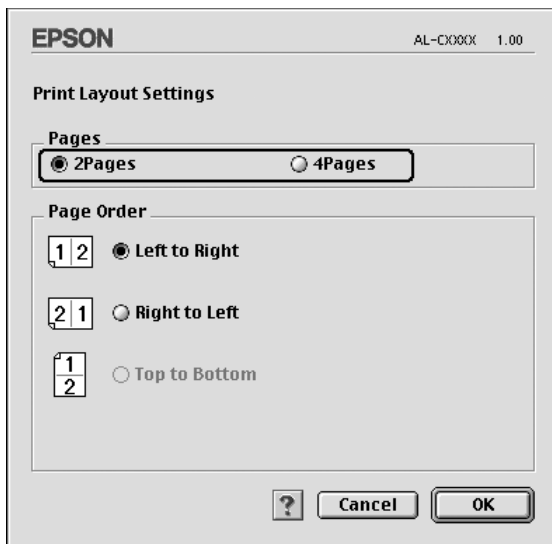 EPSON AL-CXXXX 1.00
Print Layout Settings
Pages
2Pages 4Pages
Page Order
1 2 Left to Right
2 1 Right to Left
1
2
Top to Bottom
? Cancel OK